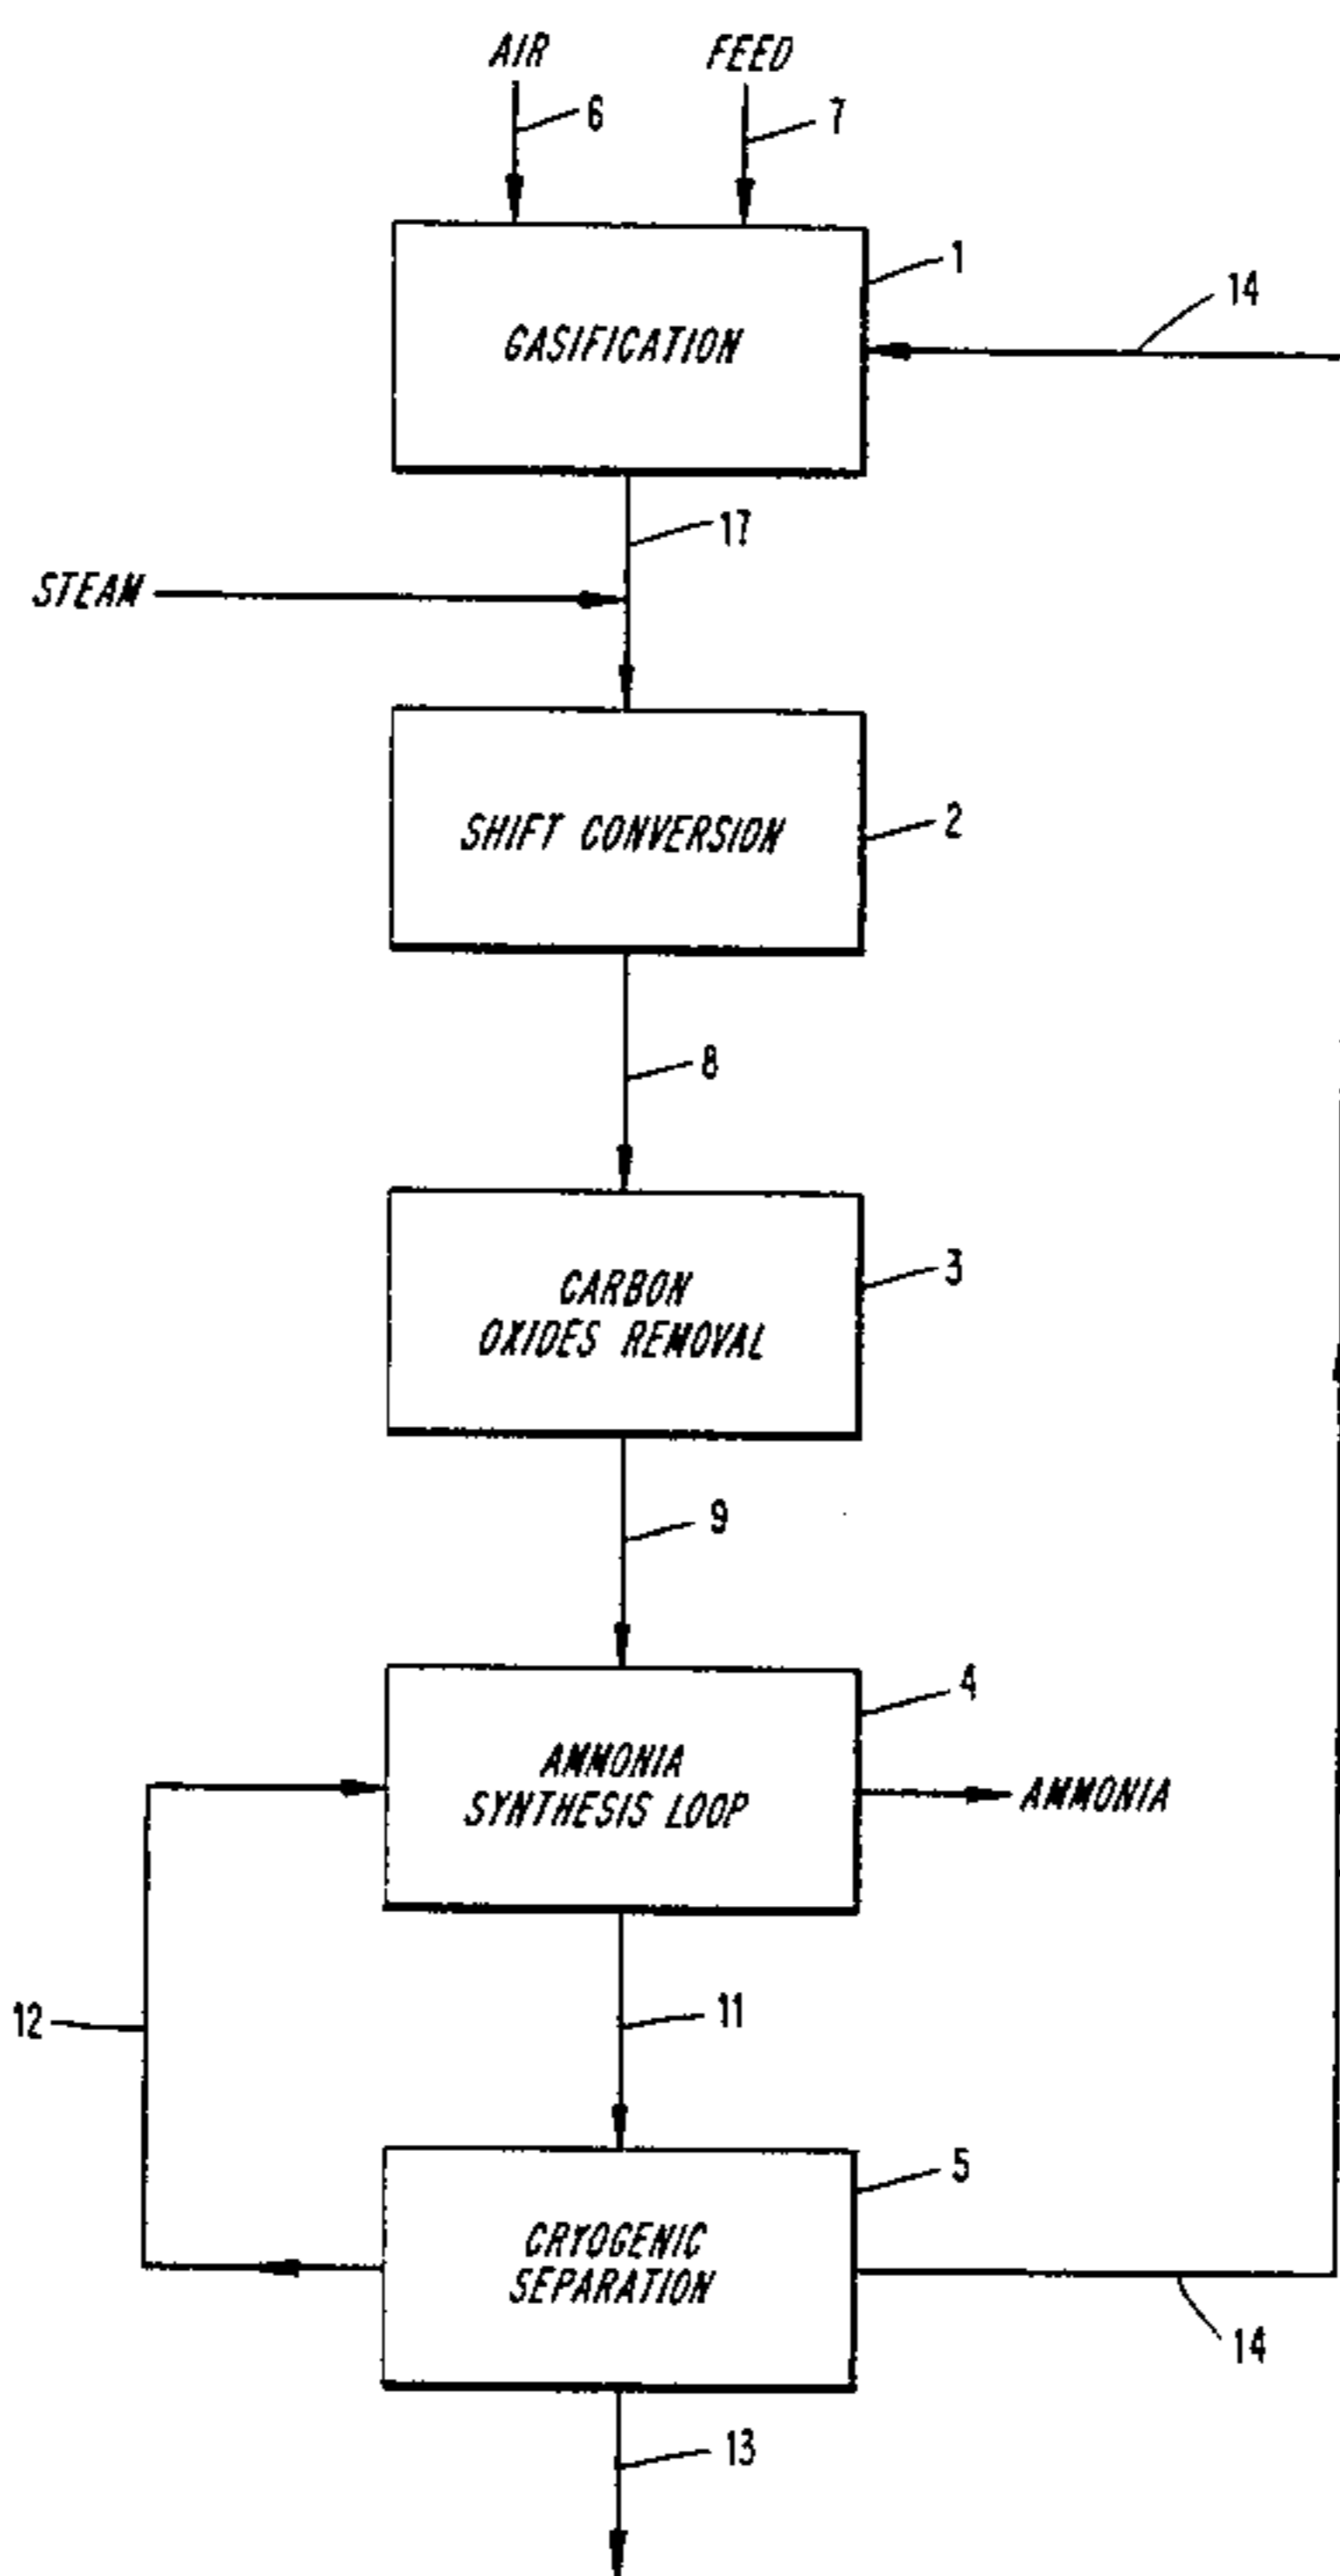 AIR
FEED
6
7
1
14
GASIFICATION
17
STEAM
2
SHIFT CONVERSION
8
3
CARBON
OXIDES REMOVAL
9
4
AMMONIA
SYNTHESIS LOOP
AMMONIA
12
11
5
CRYOGENIC
SEPARATION
14
13